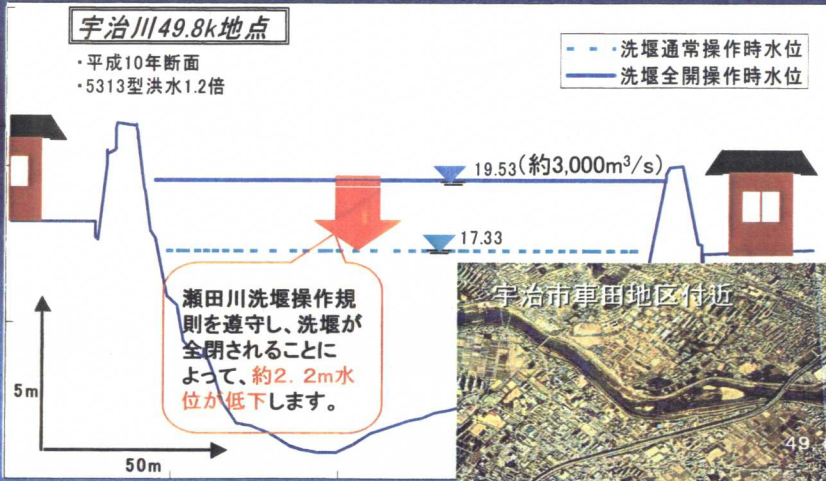 宇治川49.8k地点
・平成10年断面
・5313型洪水1.2倍
洗堰通常操作時水位
洗堰全開操作時水位
19.53(約3,000m³/s)
17.33
瀬田川洗堰操作規
則を遵守し、洗堰が
全閉されることに
よって、約2.2m水
位が低下します。
5m
50m
宇治市車田地区付近
49.